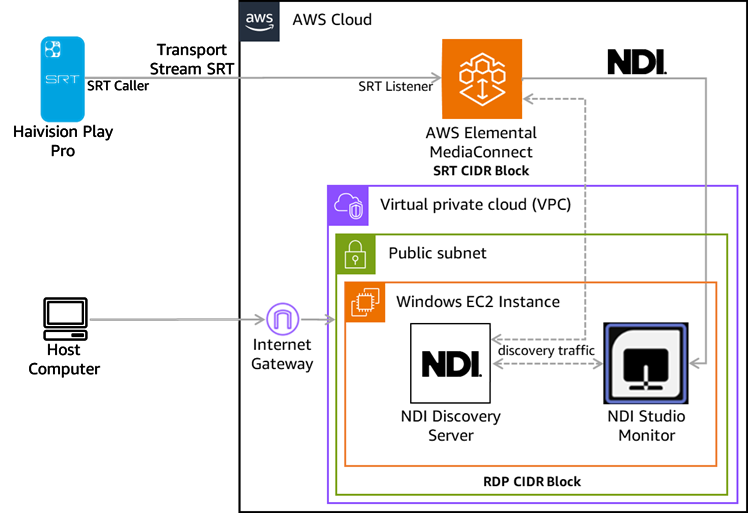 aws
AWS Cloud
Transport
Stream SRT
SRT
SRT Caller
Haivision Play
Pro
SRT Listener
NDI.
AWS Elemental
MediaConnect
SRT CIDR Block
Virtual private cloud (VPC)
Public subnet
Windows EC2 Instance
Host
Computer
Internet
Gateway
NDI.
discovery traffic
NDI Discovery
Server
NDI Studio
Monitor
RDP CIDR Block